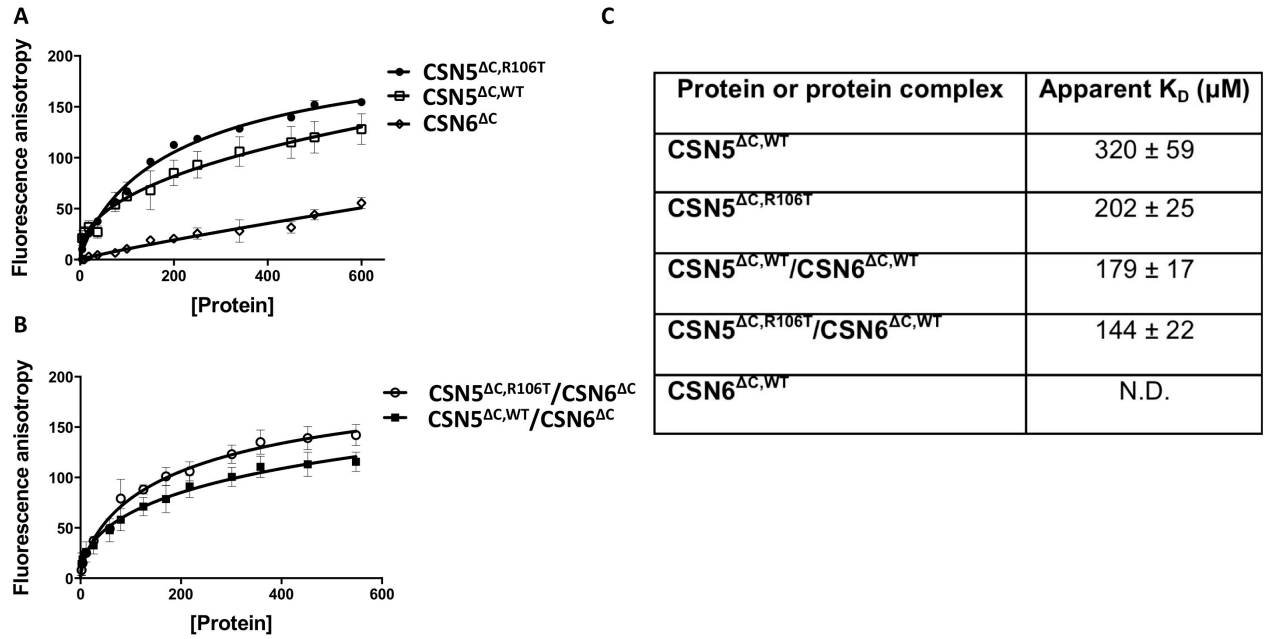 A
Fluorescence anisotropy
200
150
100
50
0
0
200
400
600
[Protein]
CSN5ΔC,R106T
CSN5ΔC,WT
CSN6ΔC
B
Fluorescence anisotropy
200
150
100
50
0
0
200
400
600
[Protein]
CSN5ΔC,R106T/CSN6ΔC
CSN5ΔC,WT/CSN6ΔC
C
Protein or protein complex Apparent KD (µM)
CSN5ΔC,WT 320 ± 59
CSN5ΔC,R106T 202 ± 25
CSN5ΔC,WT/CSN6ΔC,WT 179 ± 17
CSN5ΔC,R106T/CSN6ΔC,WT 144 ± 22
CSN6ΔC,WT N.D.